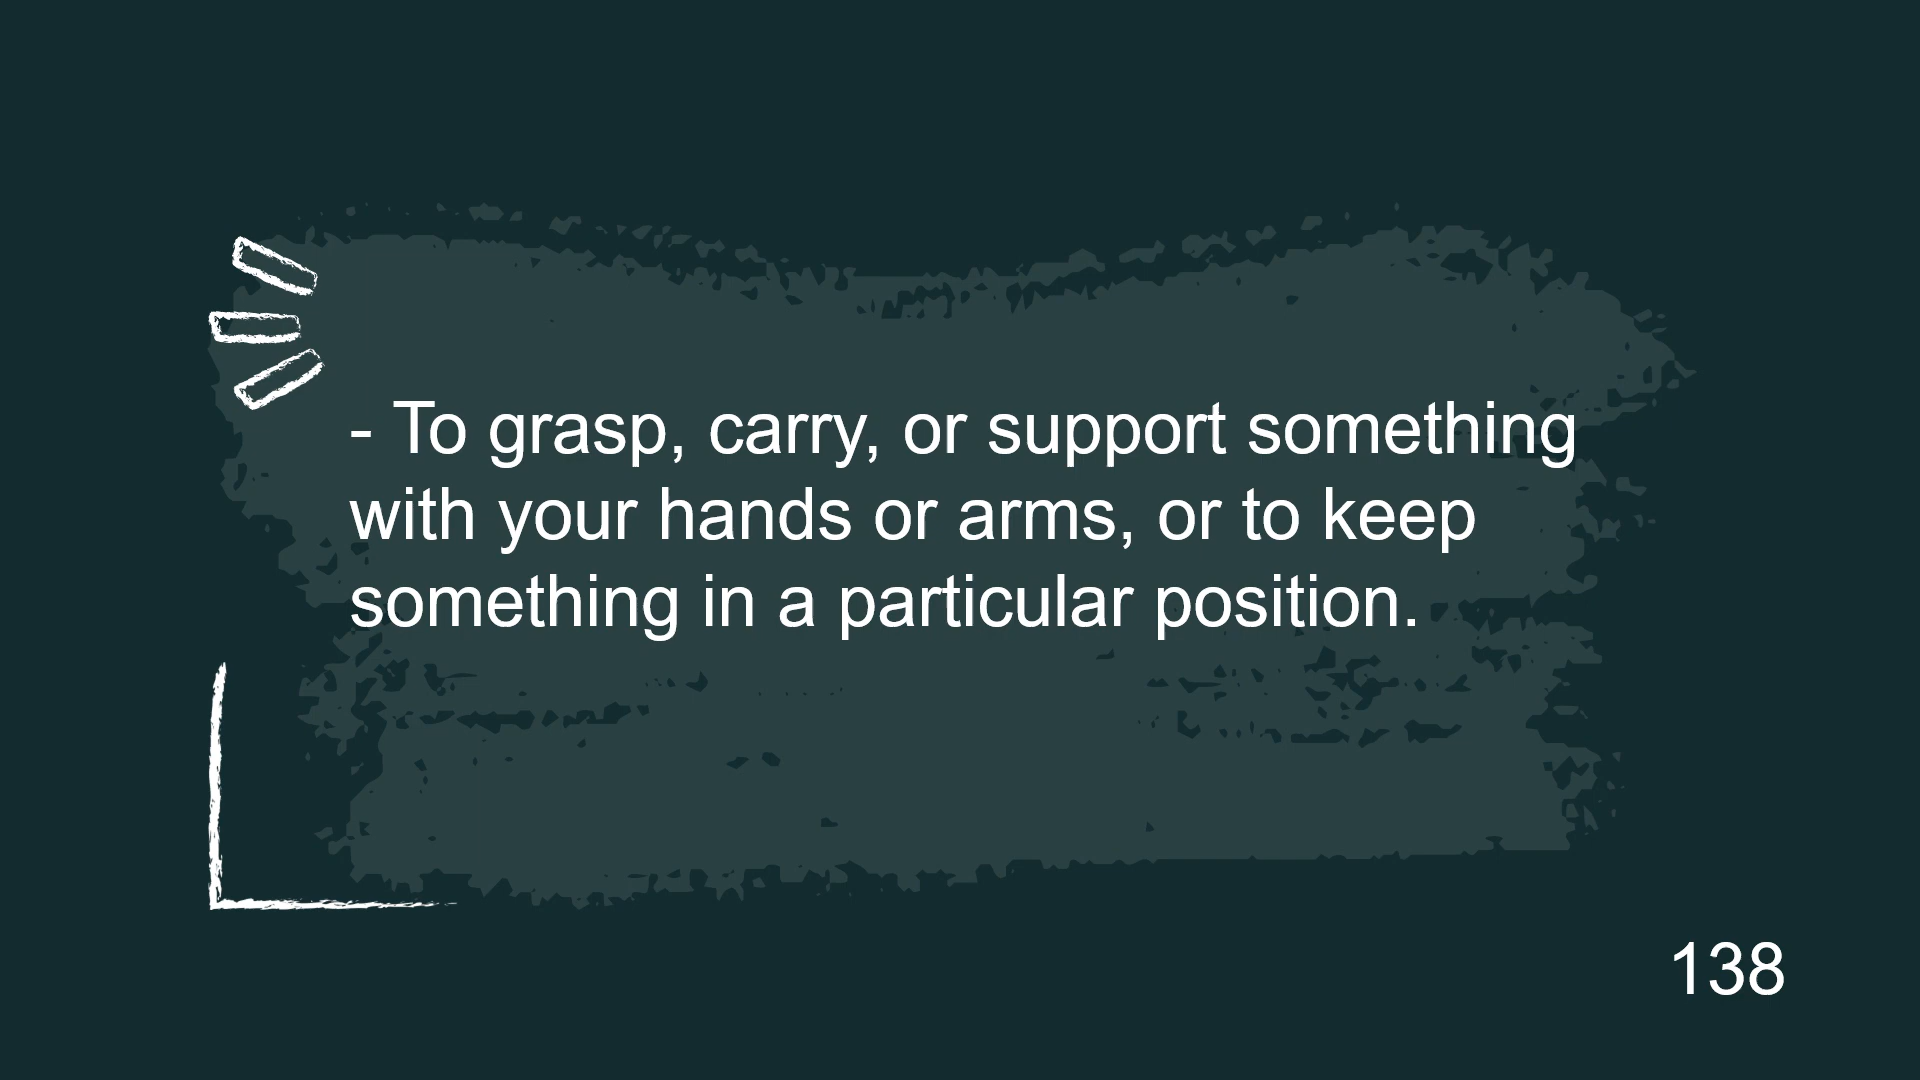 - To grasp, carry, or support something
with your hands or arms, or to keep
something in a particular position.
138